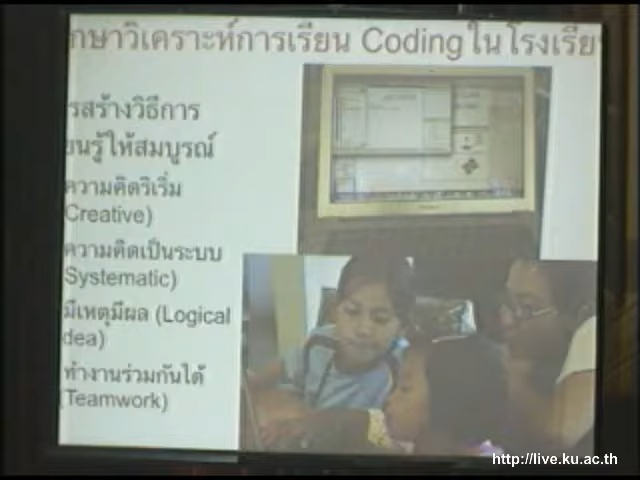 กษาวิเคราะห์การเรียน Coding ในโรงเรีย
รสร้างวิธีการ
ยนรู้ให้สมบูรณ์
ความคิดริเริ่ม
Creative)
ความคิดเป็นระบบ
Systematic)
มีเหตุมีผล (Logical
dea)
ทำงานร่วมกันได้
(Teamwork)
http://live.ku.ac.th